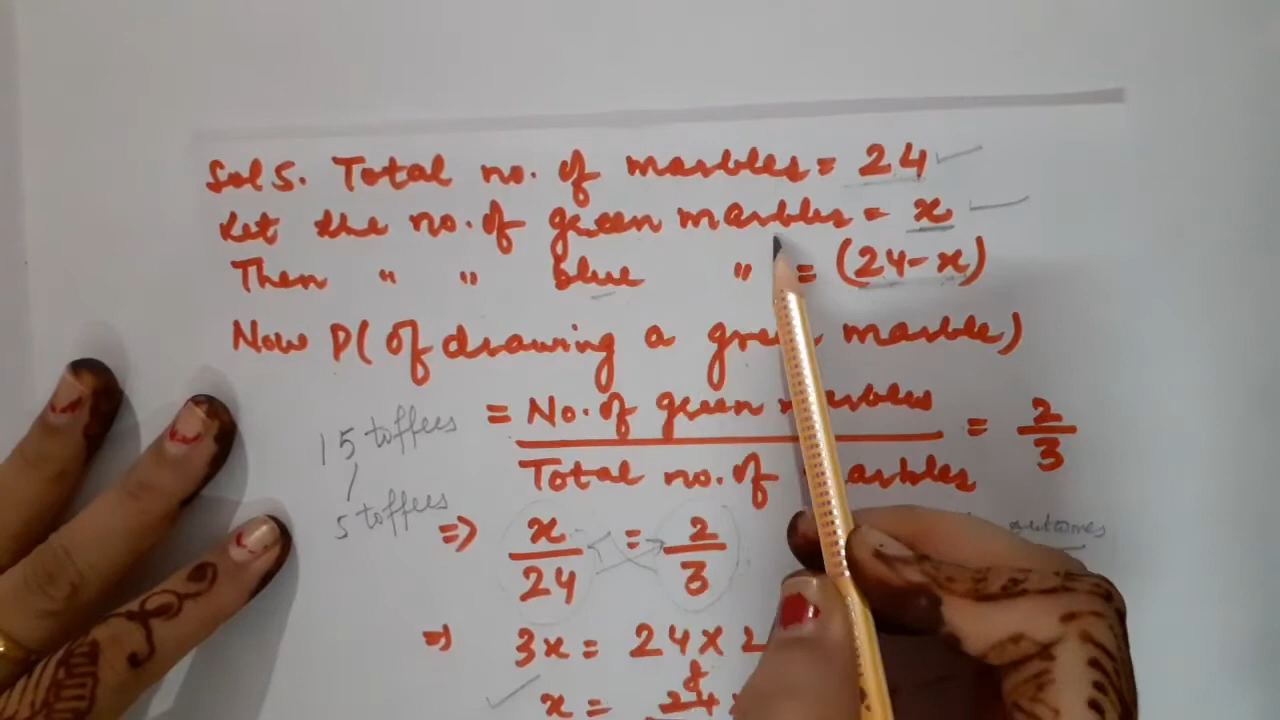 Sol 5. Total no. of marbles = 24
Let the no. of green marbles = x
Then " " blue " = (24-x)
Now P( of drawing a green marble)
= No. of green marbles / Total no. of marbles = 2/3
15 toffees
5 toffees
outcomes
=> x/24 = 2/3
=> 3x = 24 x 2
x = 24